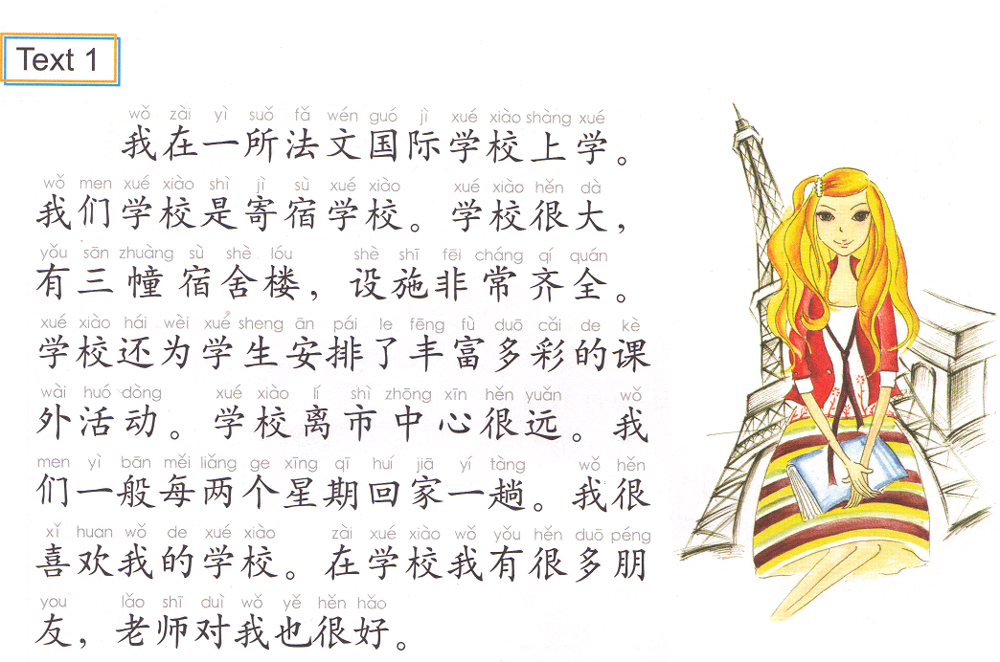 Text 1
wǒ zài yì suǒ fǎ wén guó jì xué xiào shàng xué
我在一所法文国际学校上学。
wǒ men xué xiào shì jì sù xué xiào xué xiào hěn dà
我们学校是寄宿学校。学校很大，
yǒu sān zhuàng sù shè lóu shè shī fēi cháng qí quán
有三幢宿舍楼，设施非常齐全。
xué xiào hái wèi xué sheng ān pái le fēng fù duō cǎi de kè
学校还为学生安排了丰富多彩的课
wài huó dòng xué xiào lí shì zhōng xīn hěn yuǎn wǒ
外活动。学校离市中心很远。我
men yì bān měi liǎng ge xīng qī huí jiā yí tàng wǒ hěn
们一般每两个星期回家一趟。我很
xǐ huan wǒ de xué xiào zài xué xiào wǒ yǒu hěn duō péng
喜欢我的学校。在学校我有很多朋
you lǎo shī duì wǒ yě hěn hǎo
友，老师对我也很好。